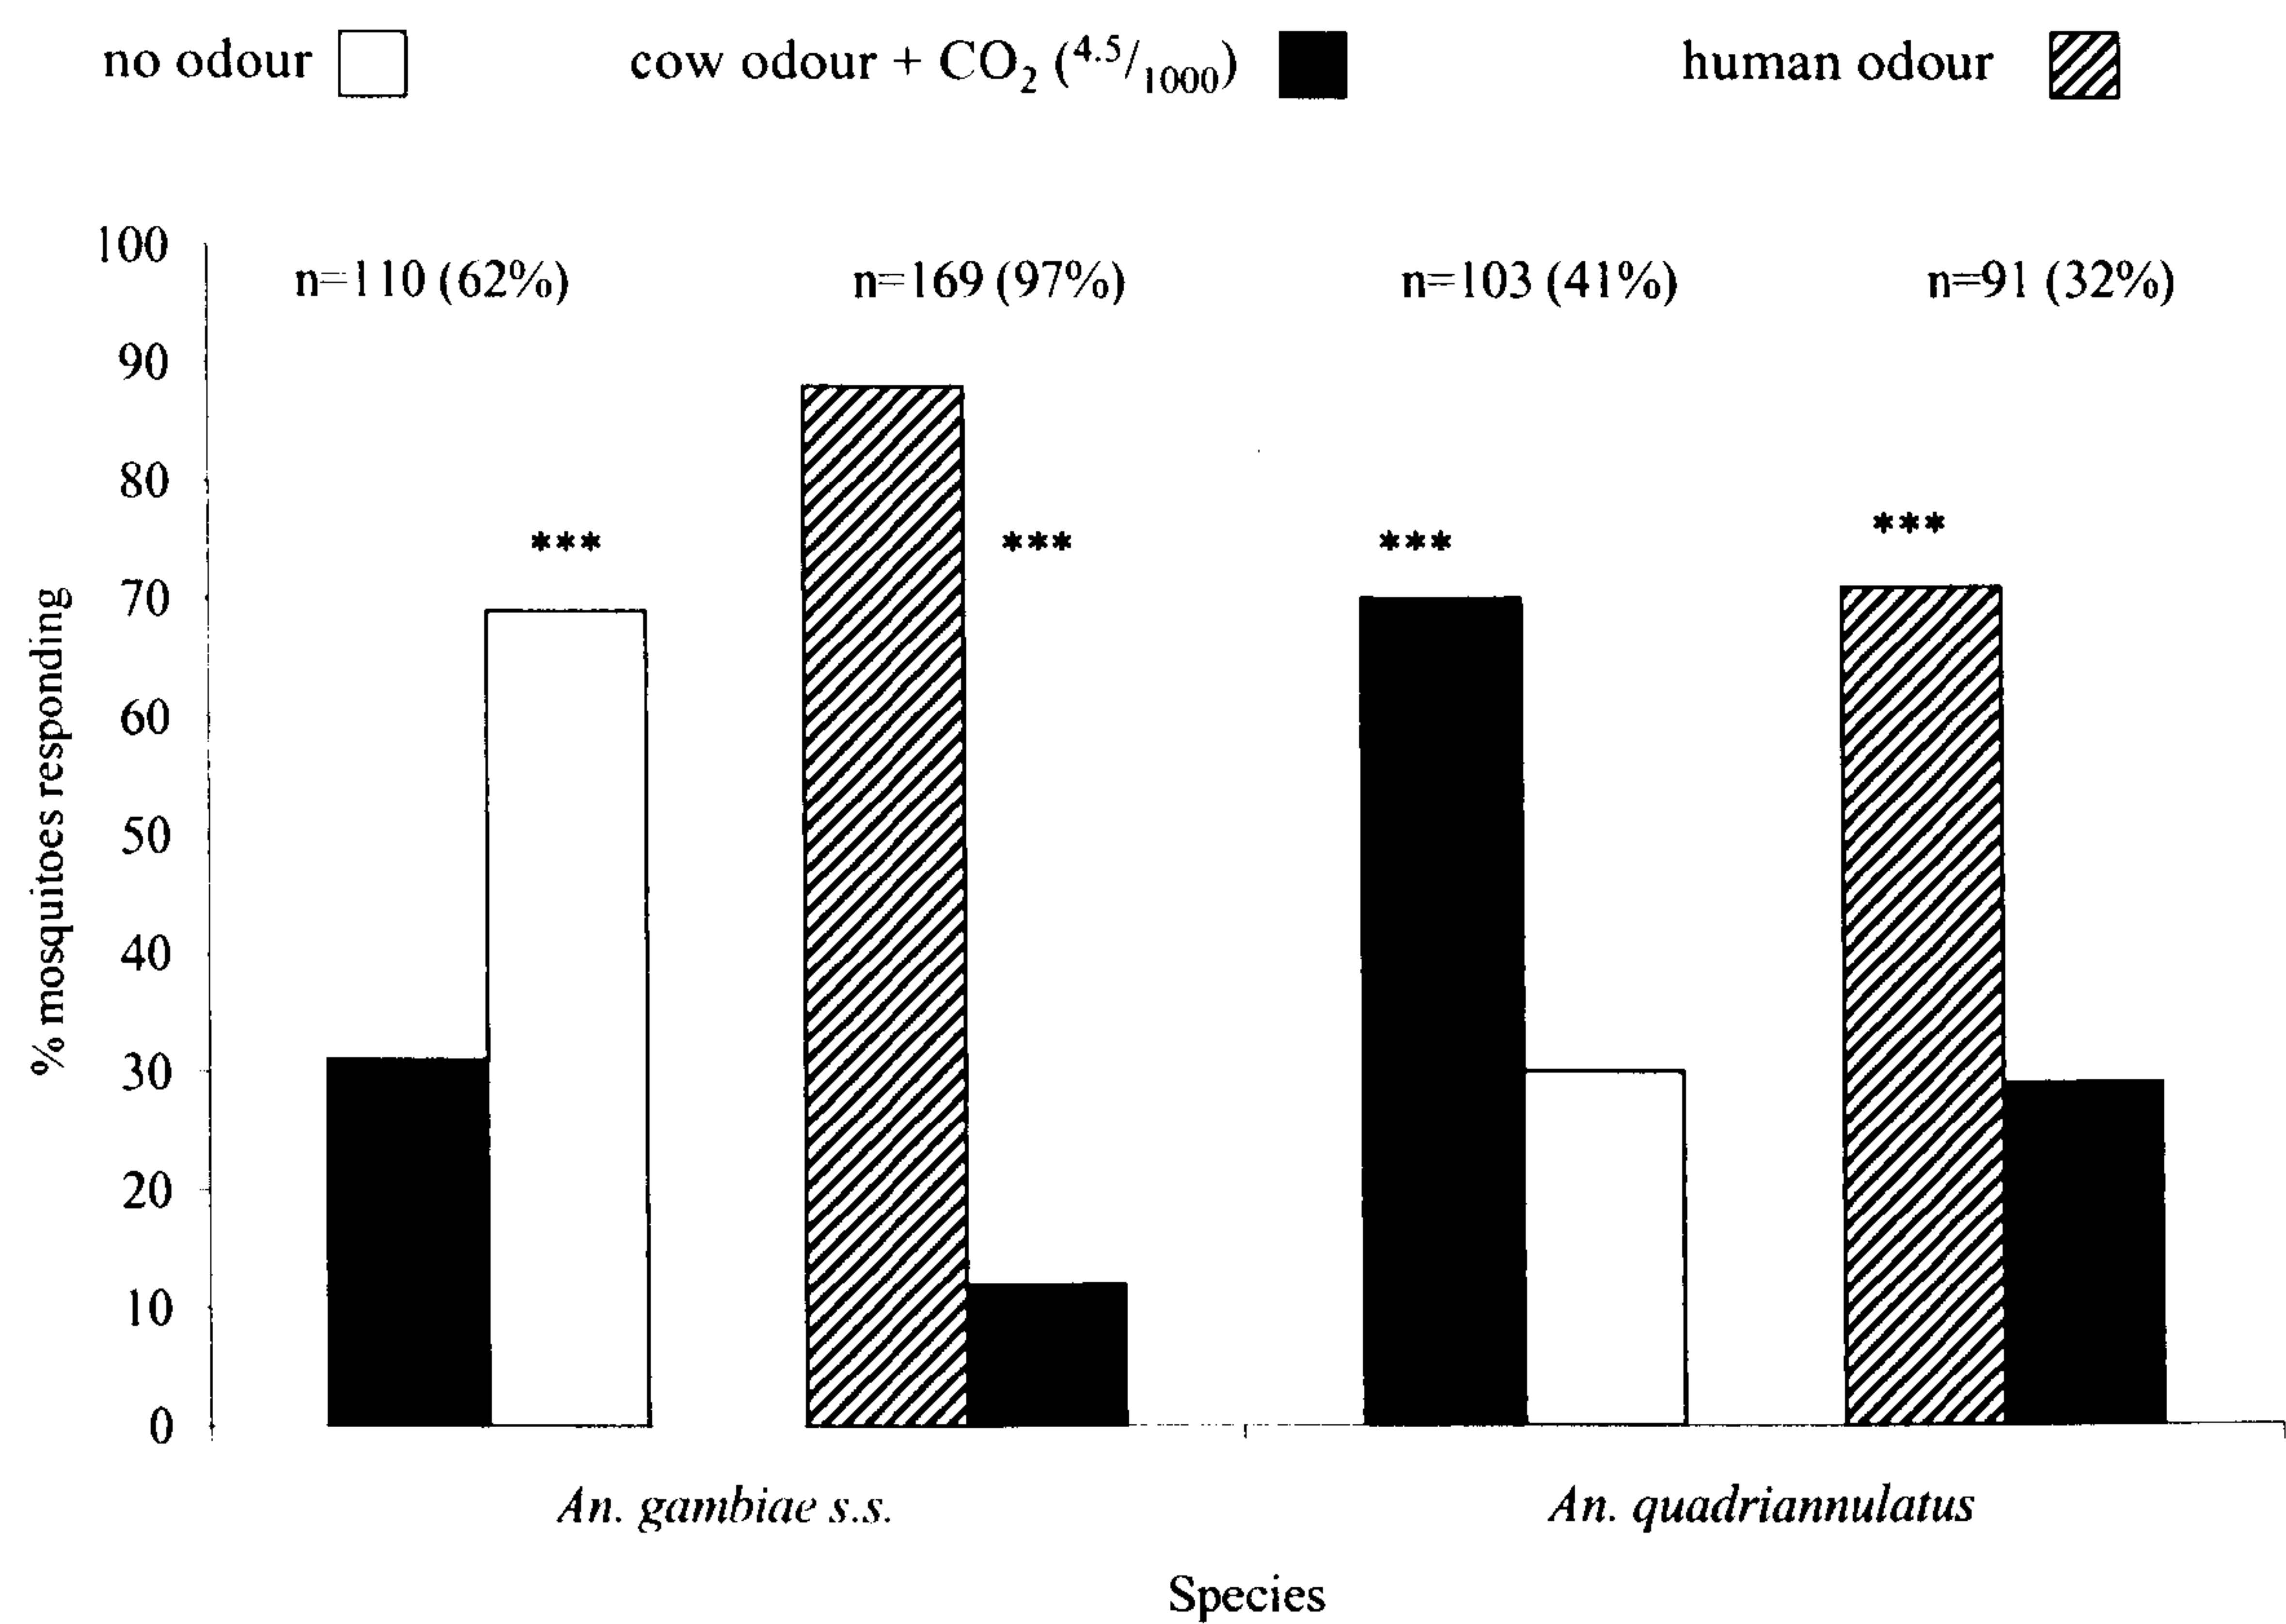 no odour cow odour + CO₂ (⁴·⁵/₁₀₀₀) human odour
n=110 (62%) n=169 (97%) n=103 (41%) n=91 (32%)
*** *** *** ***
% mosquitoes responding
100
90
80
70
60
50
40
30
20
10
0
An. gambiae s.s. An. quadriannulatus
Species